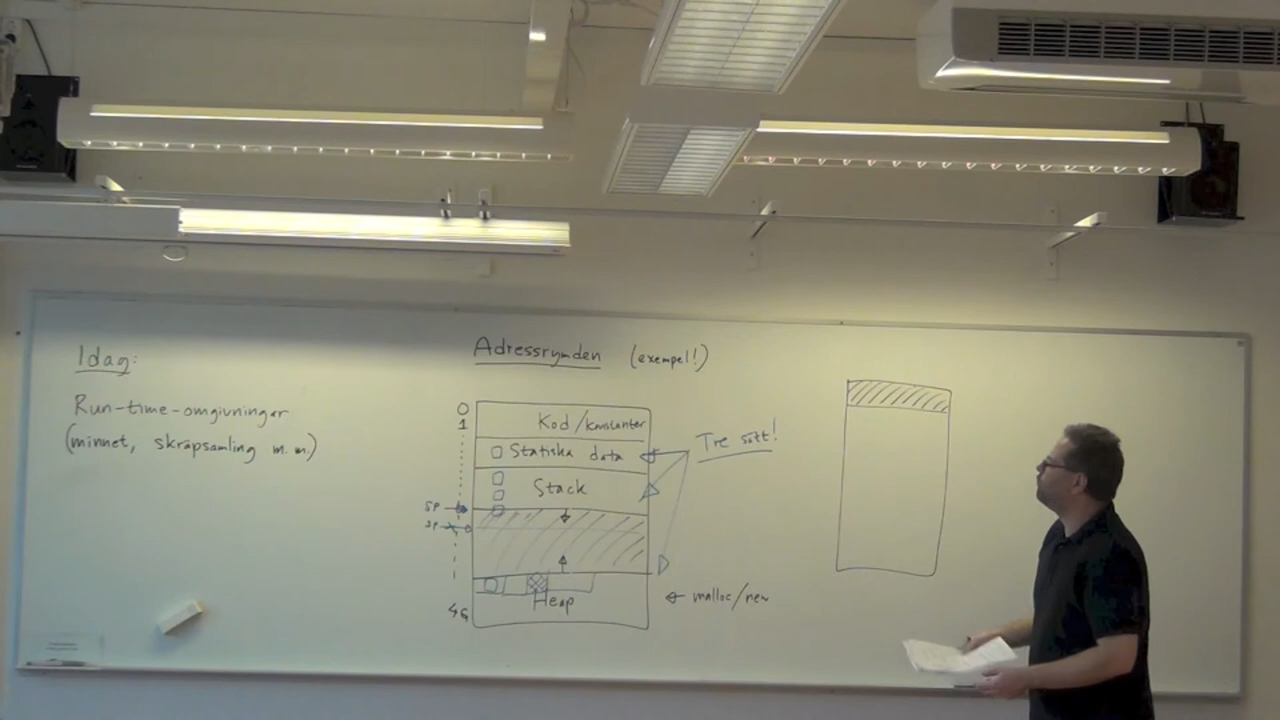 Idag:
Run-time-omgivningar
(minnet, skräpsamling m.m.)
Adressrymden (exempel!)
0
1
4G
Kod/konstanter
Statiska data
Stack
SP
SP
Heap
Tre sätt!
malloc/new